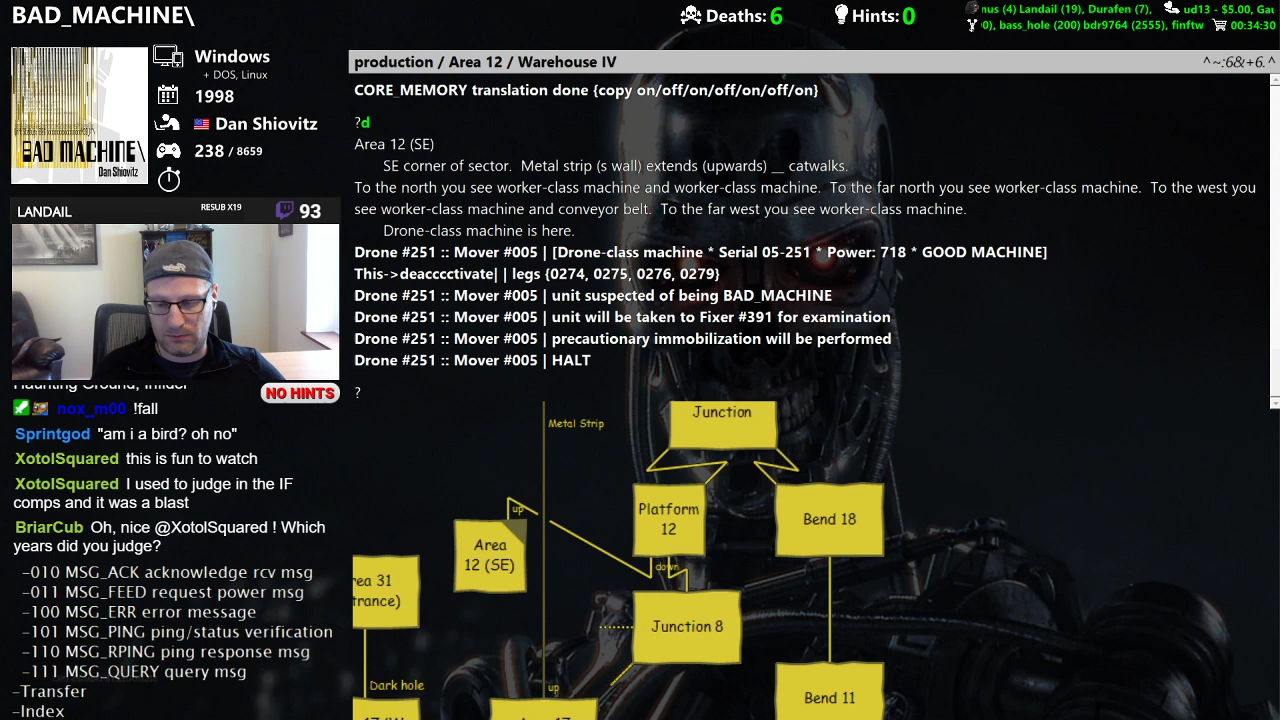 BAD_MACHINE\
Deaths: 6
Hints: 0
nus (4) Landail (19), Durafen (7),
ud13 - $5.00, Gau
0), bass_hole (200) bdr9764 (2555), finftw
00:34:30
Windows
+ DOS, Linux
1998
Dan Shiovitz
238 / 8659
BAD MACHINE\
Dan Shiovitz
LANDAIL
RESUB X19
93
production / Area 12 / Warehouse IV
^~:6&+6.^
CORE_MEMORY translation done {copy on/off/on/off/on/off/on}
?d
Area 12 (SE)
SE corner of sector. Metal strip (s wall) extends (upwards) __ catwalks.
To the north you see worker-class machine and worker-class machine. To the far north you see worker-class machine. To the west you
see worker-class machine and conveyor belt. To the far west you see worker-class machine.
Drone-class machine is here.
Drone #251 :: Mover #005 | [Drone-class machine * Serial 05-251 * Power: 718 * GOOD MACHINE]
This->deacccctivate| | legs {0274, 0275, 0276, 0279}
Drone #251 :: Mover #005 | unit suspected of being BAD_MACHINE
Drone #251 :: Mover #005 | unit will be taken to Fixer #391 for examination
Drone #251 :: Mover #005 | precautionary immobilization will be performed
Drone #251 :: Mover #005 | HALT
?
Haunting Ground, Infider
NO HINTS
nox_m00 !fall
Sprintgod "am i a bird? oh no"
XotolSquared this is fun to watch
XotolSquared I used to judge in the IF
comps and it was a blast
BriarCub Oh, nice @XotolSquared ! Which
years did you judge?
-010 MSG_ACK acknowledge rcv msg
-011 MSG_FEED request power msg
-100 MSG_ERR error message
-101 MSG_PING ping/status verification
-110 MSG_RPING ping response msg
-111 MSG_QUERY query msg
-Transfer
-Index
Metal Strip
Junction
up
Area
12 (SE)
Platform
12
Bend 18
down
rea 31
trance)
Junction 8
Dark hole
up
Bend 11